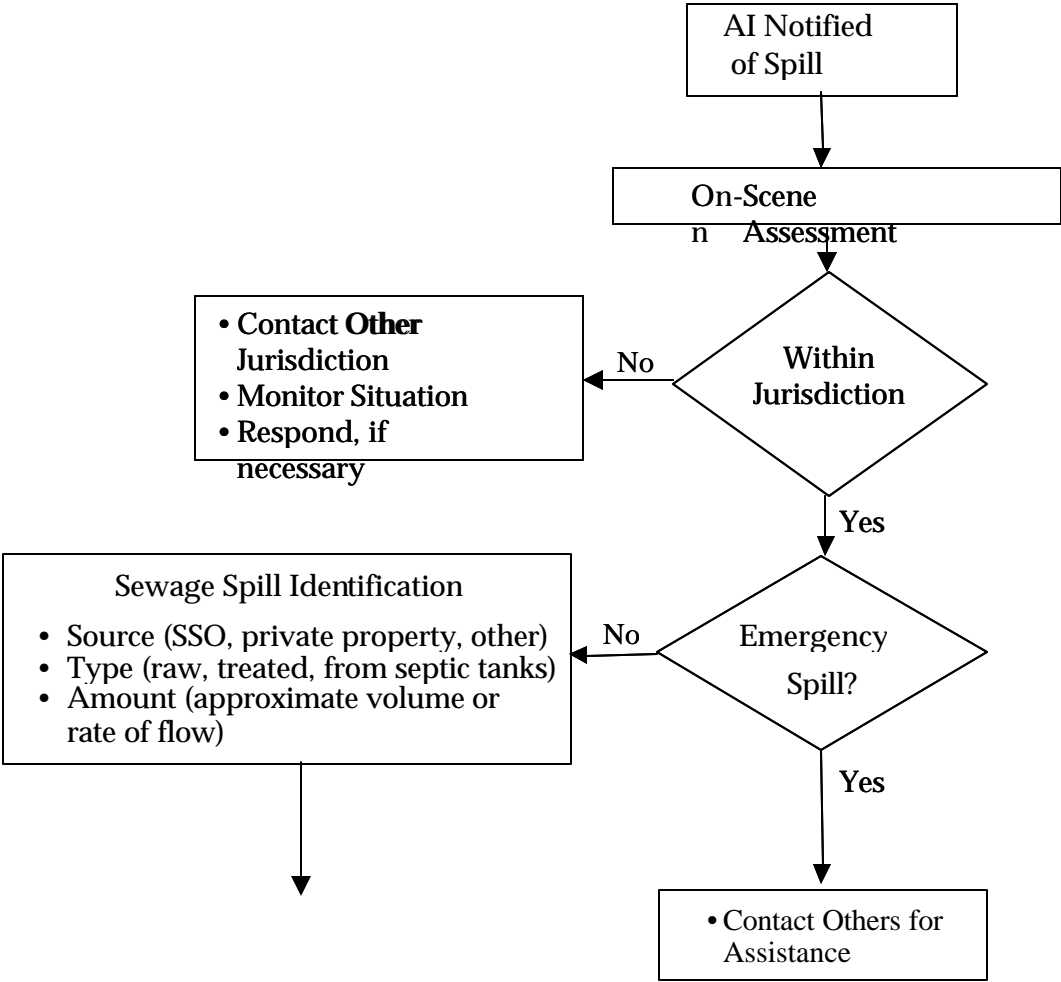 AI Notified
of Spill
On-Scene
n Assessment
• Contact Other
Jurisdiction
• Monitor Situation
• Respond, if
necessary
No
Within
Jurisdiction
Yes
Sewage Spill Identification
• Source (SSO, private property, other)
• Type (raw, treated, from septic tanks)
• Amount (approximate volume or
rate of flow)
No
Emergency
Spill?
Yes
• Contact Others for
Assistance